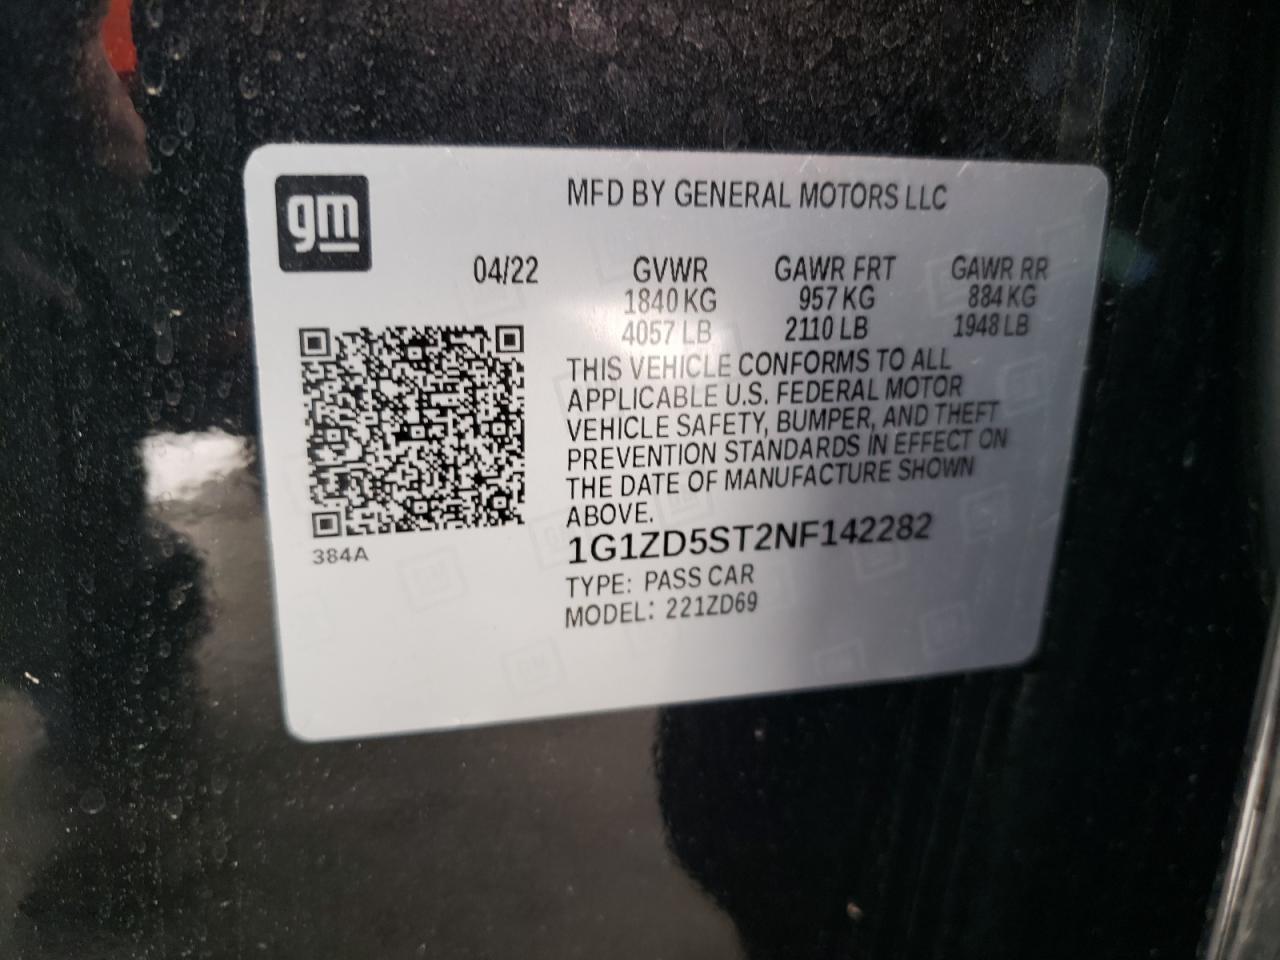 gm
MFD BY GENERAL MOTORS LLC
04/22 GVWR GAWR FRT GAWR RR
1840 KG 957 KG 884 KG
4057 LB 2110 LB 1948 LB
THIS VEHICLE CONFORMS TO ALL
APPLICABLE U.S. FEDERAL MOTOR
VEHICLE SAFETY, BUMPER, AND THEFT
PREVENTION STANDARDS IN EFFECT ON
THE DATE OF MANUFACTURE SHOWN
ABOVE.
384A
1G1ZD5ST2NF142282
TYPE: PASS CAR
MODEL: 221ZD69